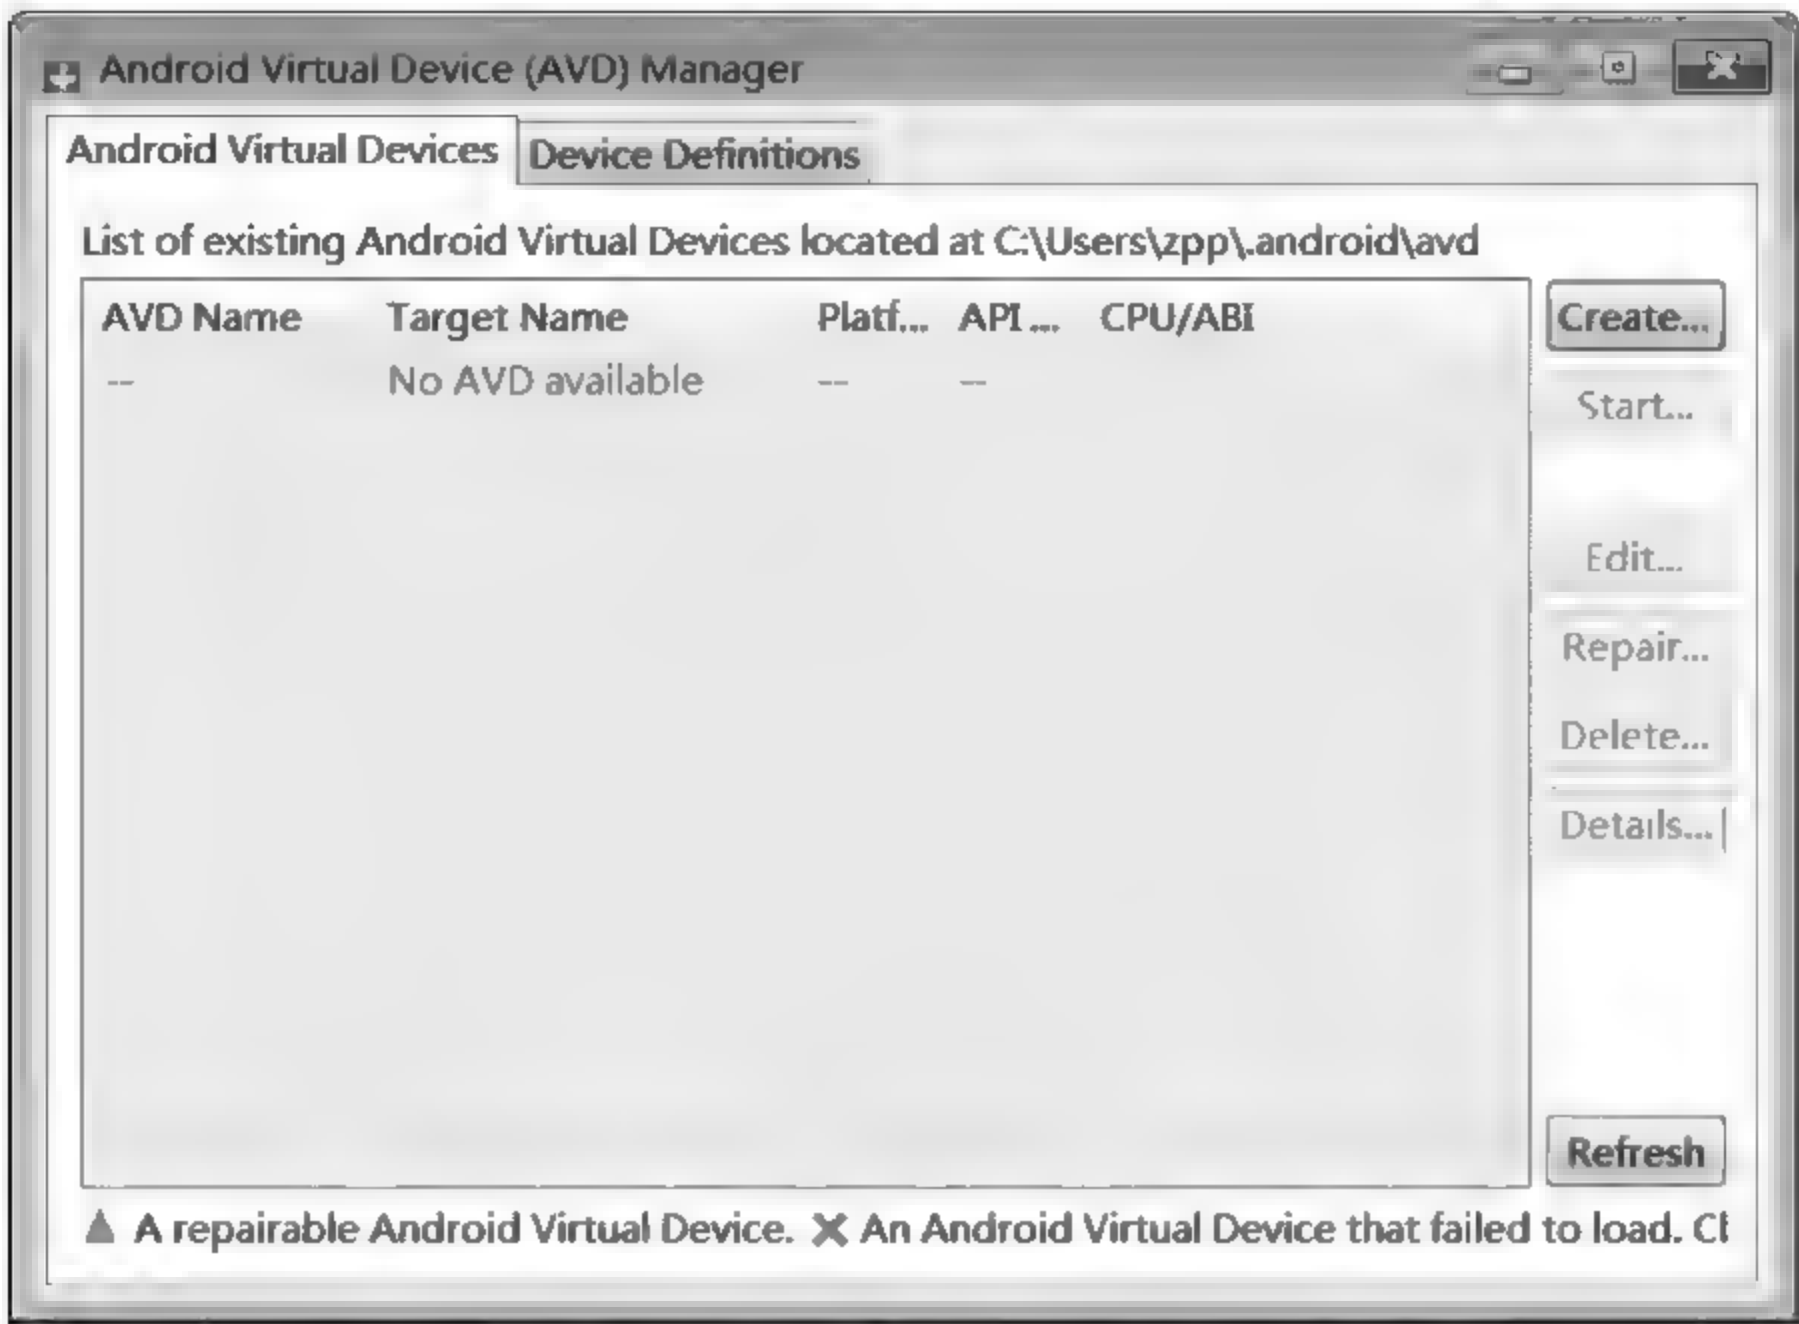 Android Virtual Device (AVD) Manager
Android Virtual Devices Device Definitions
List of existing Android Virtual Devices located at C:\Users\zpp\.android\avd
AVD Name Target Name Platf... API ... CPU/ABI
-- No AVD available -- --
Create...
Start...
Edit...
Repair...
Delete...
Details...
Refresh
A repairable Android Virtual Device. An Android Virtual Device that failed to load. Cl